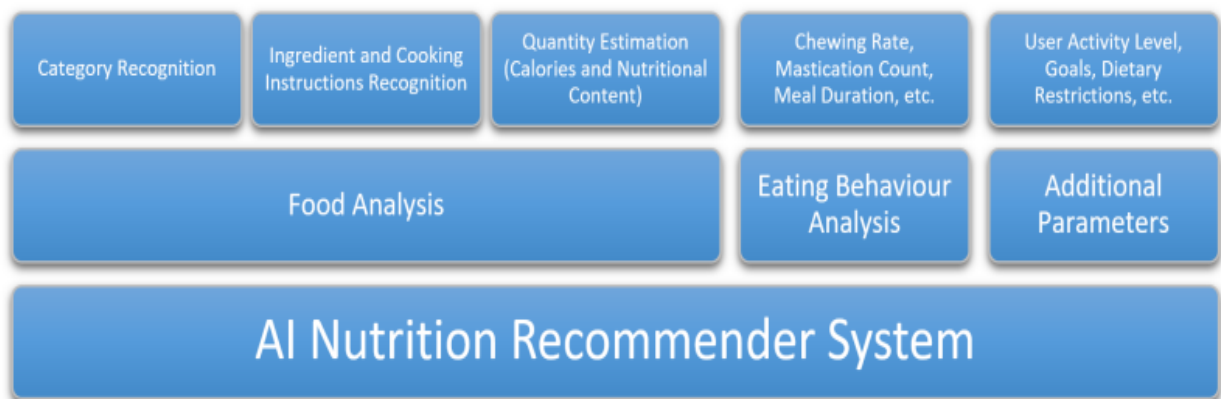 Category Recognition
Ingredient and Cooking
Instructions Recognition
Quantity Estimation
(Calories and Nutritional
Content)
Chewing Rate,
Mastication Count,
Meal Duration, etc.
User Activity Level,
Goals, Dietary
Restrictions, etc.
Food Analysis
Eating Behaviour
Analysis
Additional
Parameters
AI Nutrition Recommender System